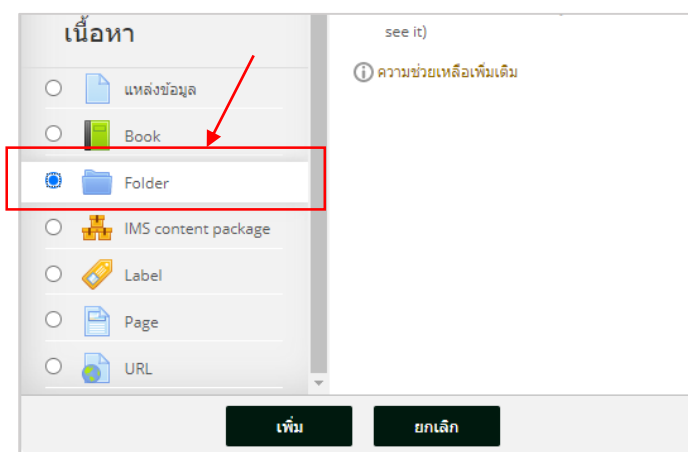 เนื้อหา
แหล่งข้อมูล
Book
Folder
IMS content package
Label
Page
URL
see it)
ความช่วยเหลือเพิ่มเติม
เพิ่ม
ยกเลิก